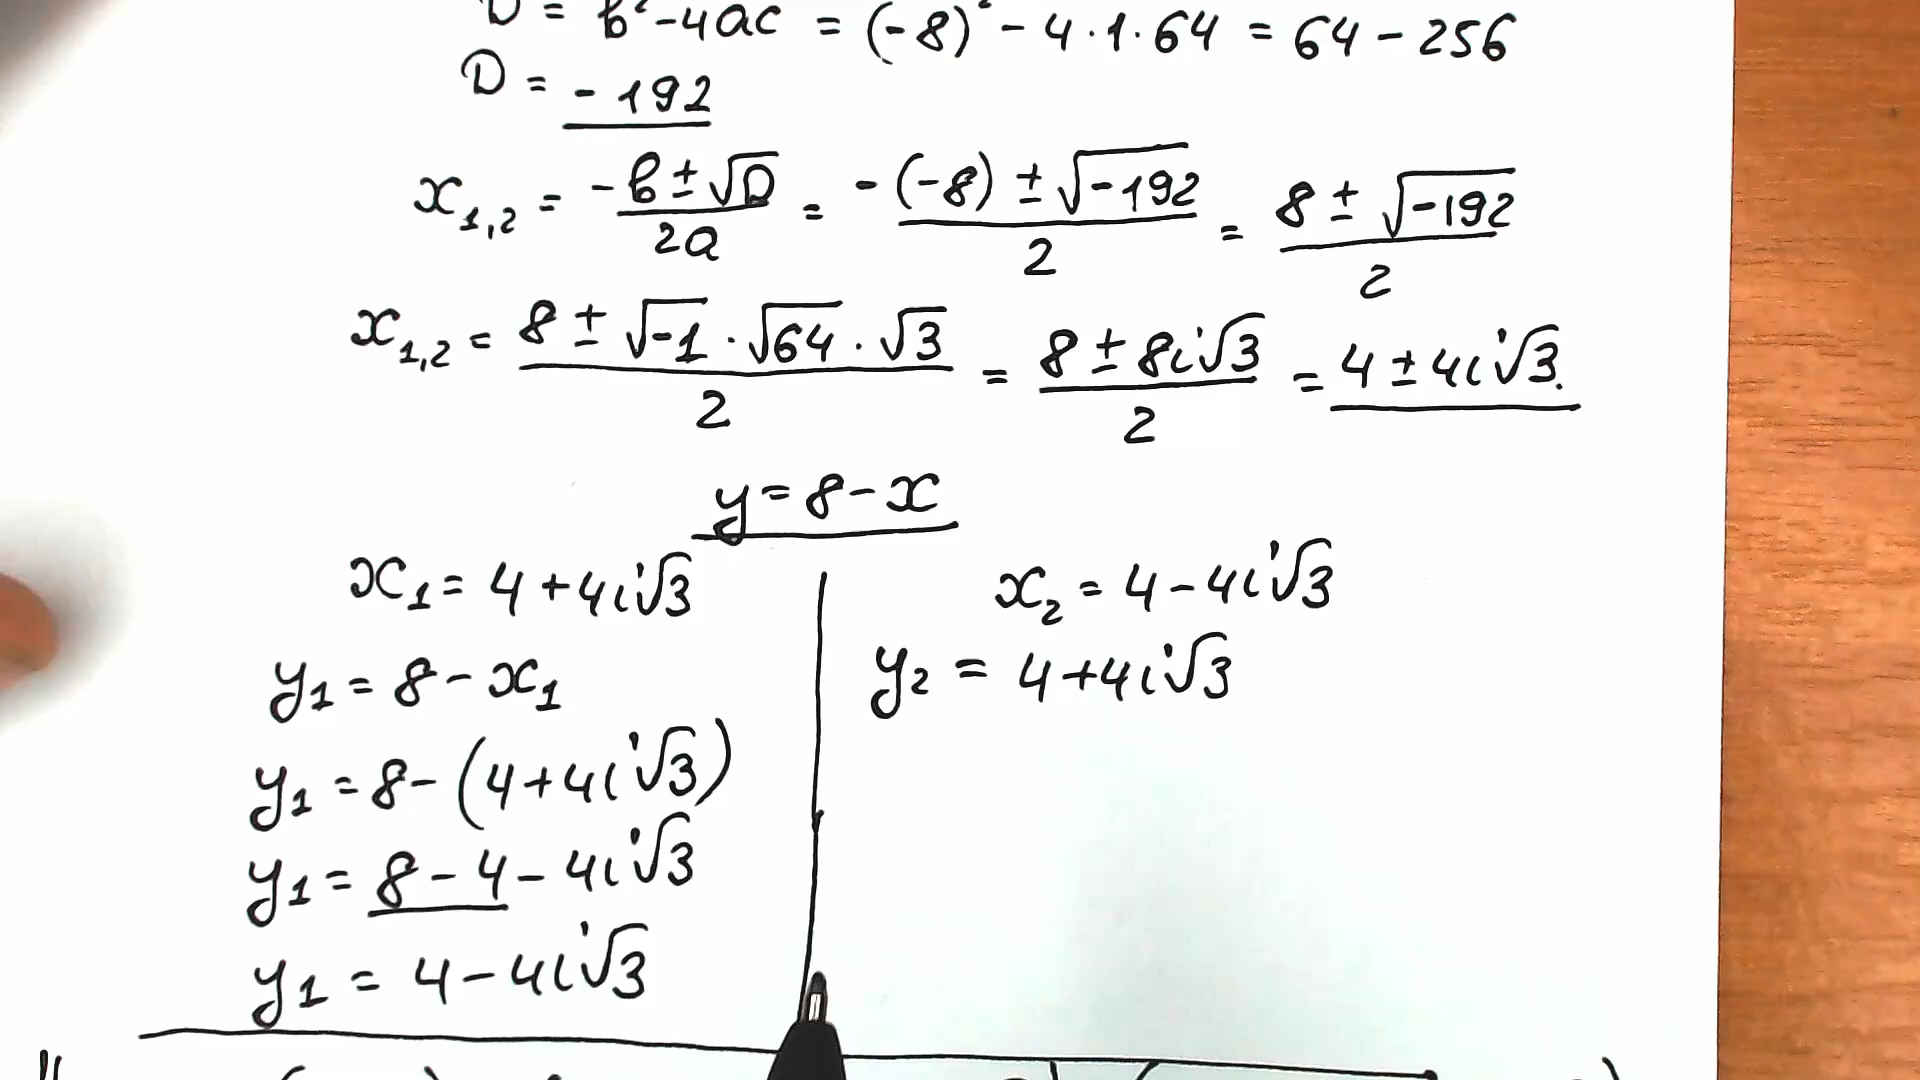 D = b² - 4ac = (-8)² - 4·1·64 = 64 - 256
D = -192
x₁,₂ = (-b ± √D)/2a = (-(-8) ± √-192)/2 = (8 ± √-192)/2
x₁,₂ = (8 ± √-1 · √64 · √3)/2 = (8 ± 8i√3)/2 = 4 ± 4i√3.
y = 8 - x
x₁ = 4 + 4i√3
y₁ = 8 - x₁
y₁ = 8 - (4 + 4i√3)
y₁ = 8 - 4 - 4i√3
y₁ = 4 - 4i√3
x₂ = 4 - 4i√3
y₂ = 4 + 4i√3